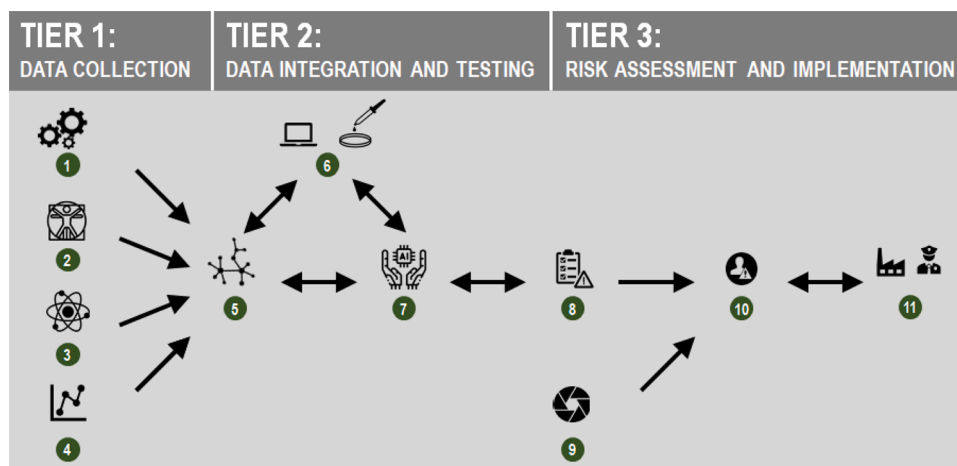 TIER 1:
DATA COLLECTION
TIER 2:
DATA INTEGRATION AND TESTING
TIER 3:
RISK ASSESSMENT AND IMPLEMENTATION
1
2
3
4
5
6
7
AI
8
9
10
11